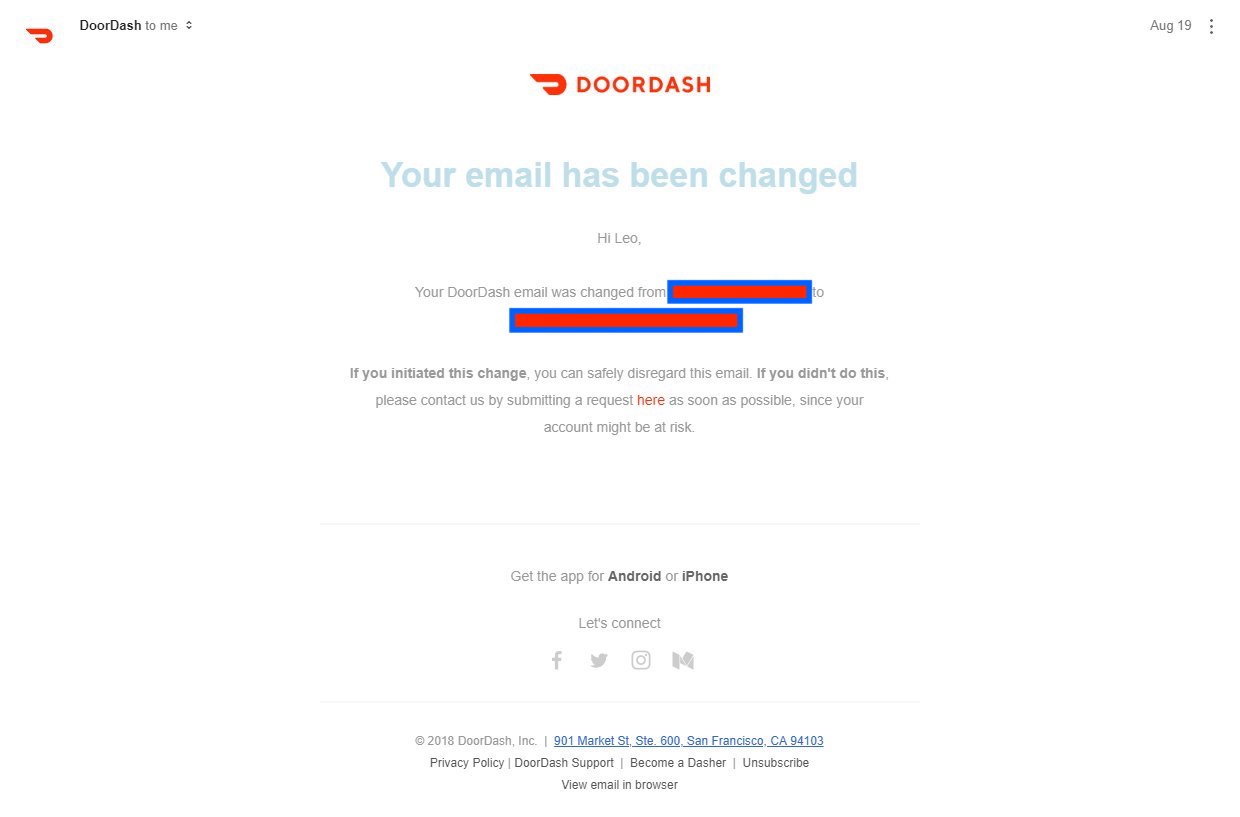 DoorDash to me
Aug 19
DOORDASH
Your email has been changed
Hi Leo,
Your DoorDash email was changed from to
If you initiated this change, you can safely disregard this email. If you didn't do this,
please contact us by submitting a request here as soon as possible, since your
account might be at risk.
Get the app for Android or iPhone
Let's connect
© 2018 DoorDash, Inc. | 901 Market St, Ste. 600, San Francisco, CA 94103
Privacy Policy | DoorDash Support | Become a Dasher | Unsubscribe
View email in browser